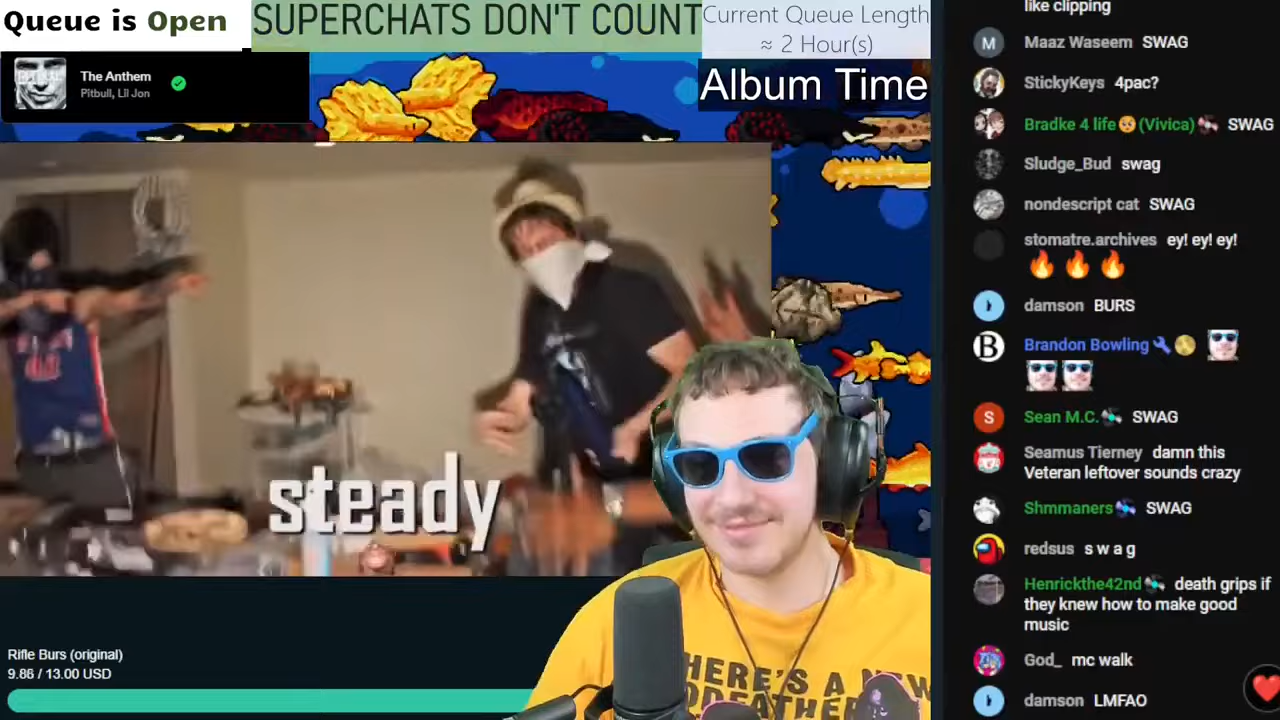 Queue is Open
SUPERCHATS DON'T COUNT
Current Queue Length
≈ 2 Hour(s)
Album Time
The Anthem
Pitbull, Lil Jon
steady
Rifle Burs (original)
9.86 / 13.00 USD
HERE'S A NEW
like clipping
Maaz Waseem SWAG
StickyKeys 4pac?
Bradke 4 life🥺(Vivica) SWAG
Sludge_Bud swag
nondescript cat SWAG
stomatre.archives ey! ey! ey!
🔥🔥🔥
damson BURS
Brandon Bowling
Sean M.C. SWAG
Seamus Tierney damn this
Veteran leftover sounds crazy
Shmmaners SWAG
redsus s w a g
Henrickthe42nd death grips if
they knew how to make good
music
God_ mc walk
damson LMFAO